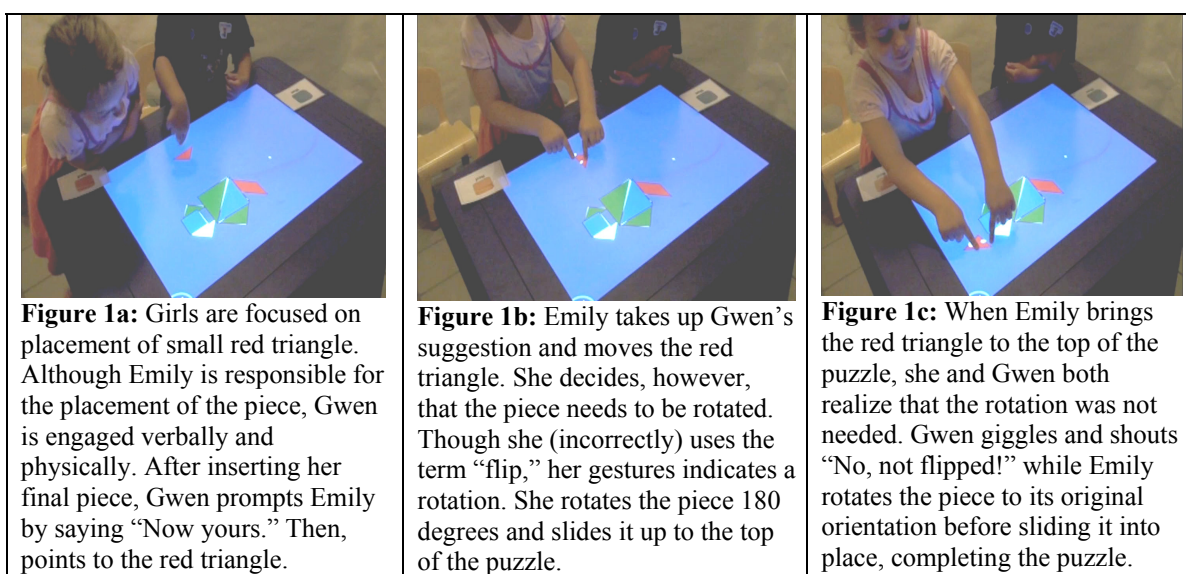 Figure 1a: Girls are focused on
placement of small red triangle.
Although Emily is responsible for
the placement of the piece, Gwen
is engaged verbally and
physically. After inserting her
final piece, Gwen prompts Emily
by saying “Now yours.” Then,
points to the red triangle.
Figure 1b: Emily takes up Gwen’s
suggestion and moves the red
triangle. She decides, however,
that the piece needs to be rotated.
Though she (incorrectly) uses the
term “flip,” her gestures indicates a
rotation. She rotates the piece 180
degrees and slides it up to the top
of the puzzle.
Figure 1c: When Emily brings
the red triangle to the top of the
puzzle, she and Gwen both
realize that the rotation was not
needed. Gwen giggles and shouts
“No, not flipped!” while Emily
rotates the piece to its original
orientation before sliding it into
place, completing the puzzle.